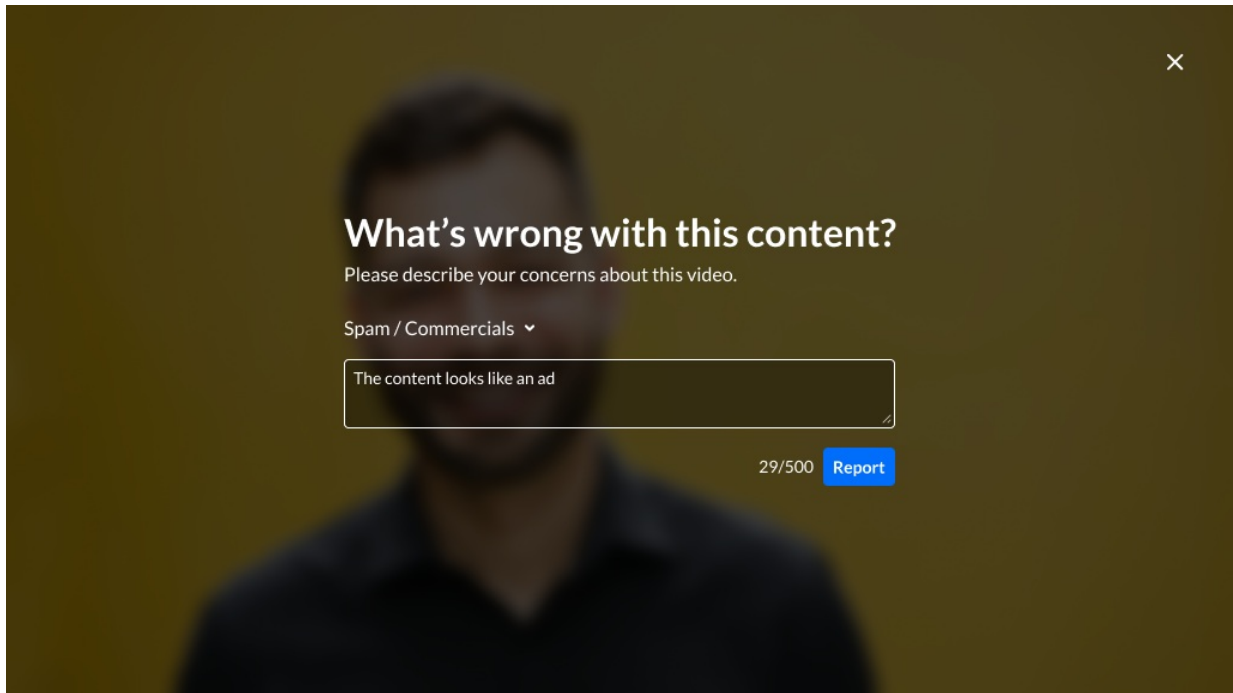 What’s wrong with this content?
Please describe your concerns about this video.
Spam / Commercials
The content looks like an ad
29/500 Report